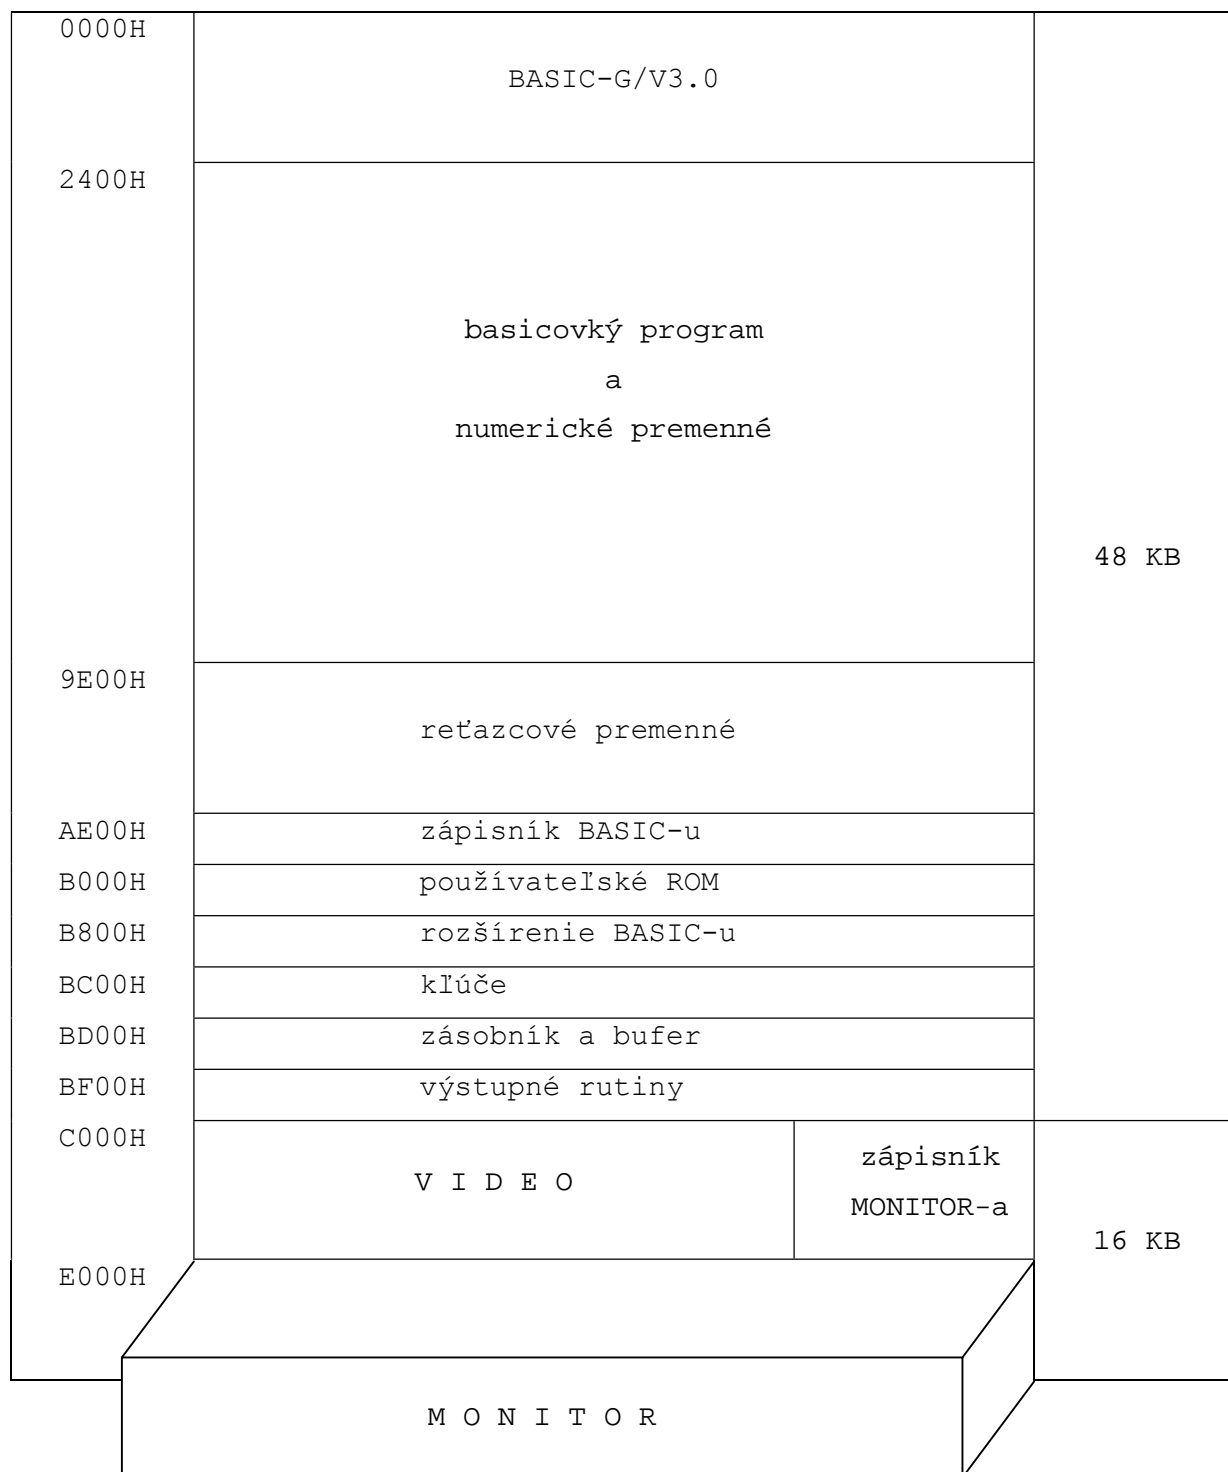 0000H
BASIC-G/V3.0
2400H
basicovký program
a
numerické premenné
48 KB
9E00H
reťazcové premenné
AE00H zápisník BASIC-u
B000H používateľské ROM
B800H rozšírenie BASIC-u
BC00H kľúče
BD00H zásobník a bufer
BF00H výstupné rutiny
C000H
V I D E O
zápisník
MONITOR-a
16 KB
E000H
M O N I T O R